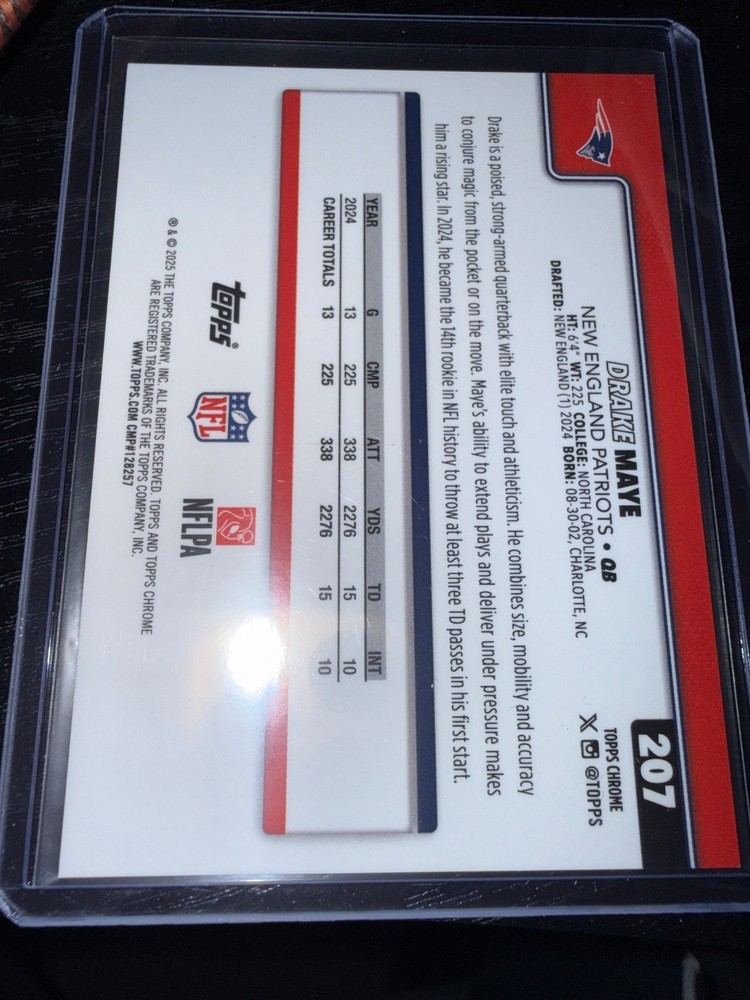 207
TOPPS CHROME
X @TOPPS
DRAKE MAYE
NEW ENGLAND PATRIOTS • QB
HT: 6'4" WT: 225 COLLEGE: NORTH CAROLINA
DRAFTED: NEW ENGLAND (1) 2024 BORN: 08-30-02, CHARLOTTE, NC
Drake is a poised, strong-armed quarterback with elite touch and athleticism. He combines size, mobility and accuracy
to conjure magic from the pocket or on the move. Maye's ability to extend plays and deliver under pressure makes
him a rising star. In 2024, he became the 14th rookie in NFL history to throw at least three TD passes in his first start.
YEAR G CMP ATT YDS TD INT
2024 13 225 338 2276 15 10
CAREER TOTALS 13 225 338 2276 15 10
topps® NFL NFLPA
® & © 2025 THE TOPPS COMPANY, INC. ALL RIGHTS RESERVED. TOPPS AND TOPPS CHROME
ARE REGISTERED TRADEMARKS OF THE TOPPS COMPANY, INC.
WWW.TOPPS.COM CMP#128257